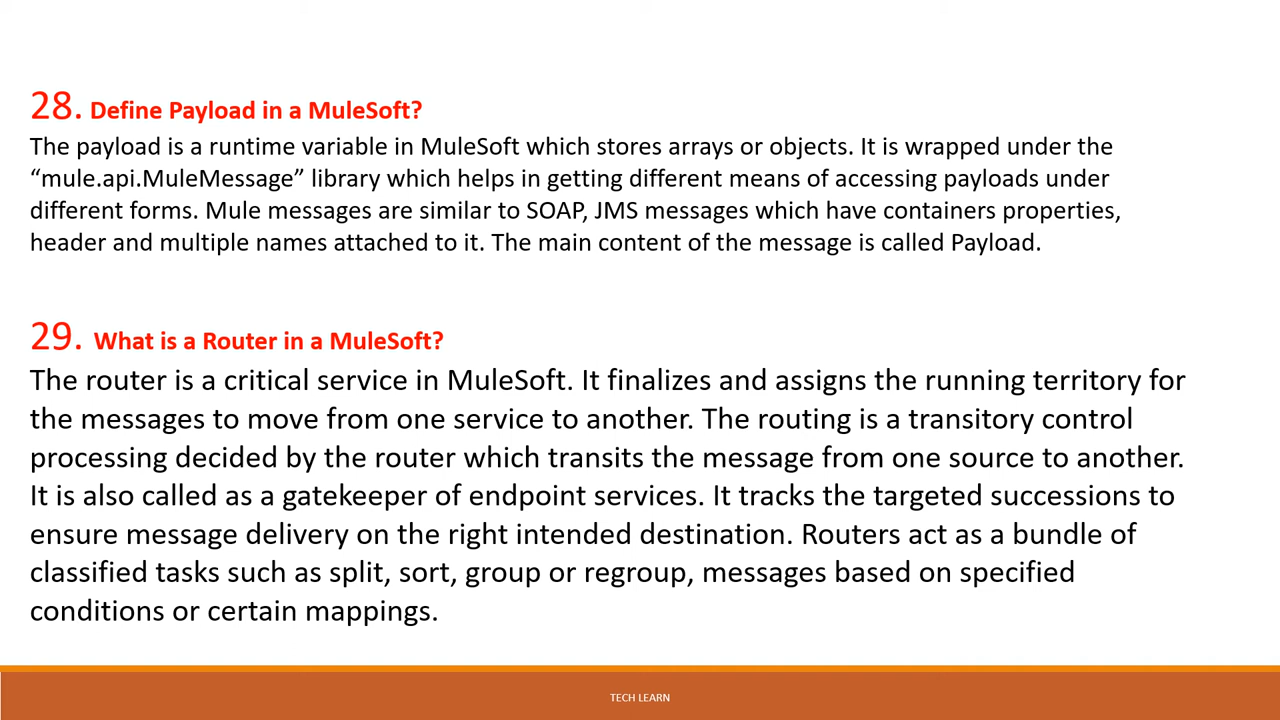 28. Define Payload in a MuleSoft?
The payload is a runtime variable in MuleSoft which stores arrays or objects. It is wrapped under the
“mule.api.MuleMessage” library which helps in getting different means of accessing payloads under
different forms. Mule messages are similar to SOAP, JMS messages which have containers properties,
header and multiple names attached to it. The main content of the message is called Payload.
29. What is a Router in a MuleSoft?
The router is a critical service in MuleSoft. It finalizes and assigns the running territory for
the messages to move from one service to another. The routing is a transitory control
processing decided by the router which transits the message from one source to another.
It is also called as a gatekeeper of endpoint services. It tracks the targeted successions to
ensure message delivery on the right intended destination. Routers act as a bundle of
classified tasks such as split, sort, group or regroup, messages based on specified
conditions or certain mappings.
TECH LEARN